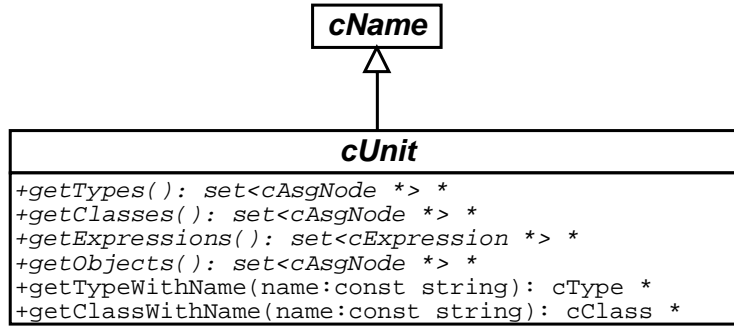 cName
cUnit
+getTypes(): set<cAsgNode *> *
+getClasses(): set<cAsgNode *> *
+getExpressions(): set<cExpression *> *
+getObjects(): set<cAsgNode *> *
+getTypeWithName(name:const string): cType *
+getClassWithName(name:const string): cClass *